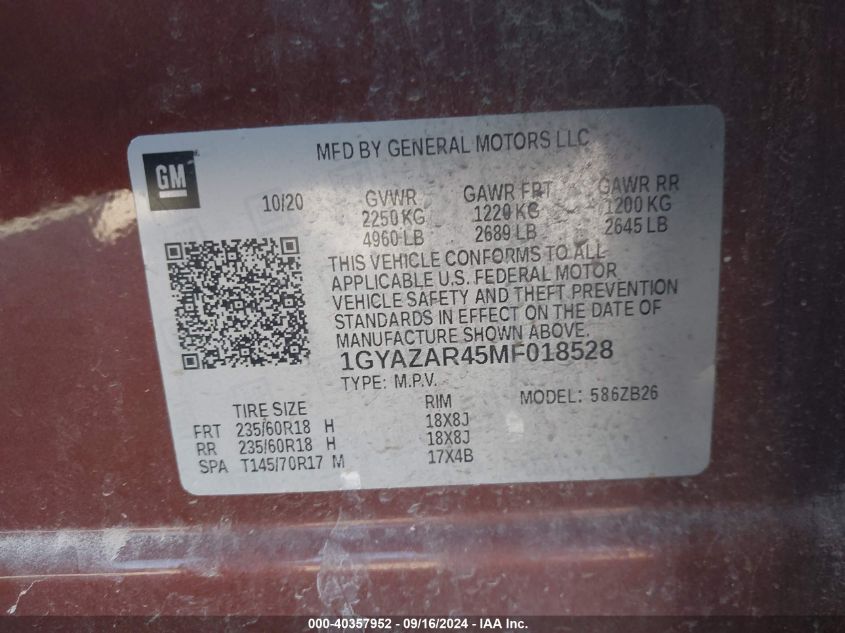 MFD BY GENERAL MOTORS LLC
GM
10/20 GVWR GAWR FRT GAWR RR
2250 KG 1220 KG 1200 KG
4960 LB 2689 LB 2645 LB
THIS VEHICLE CONFORMS TO ALL
APPLICABLE U.S. FEDERAL MOTOR
VEHICLE SAFETY AND THEFT PREVENTION
STANDARDS IN EFFECT ON THE DATE OF
MANUFACTURE SHOWN ABOVE.
1GYAZAR45MF018528
TYPE: M.P.V. MODEL: 586ZB26
TIRE SIZE RIM
FRT 235/60R18 H 18X8J
RR 235/60R18 H 18X8J
SPA T145/70R17 M 17X4B
000-40357952 - 09/16/2024 - IAA Inc.